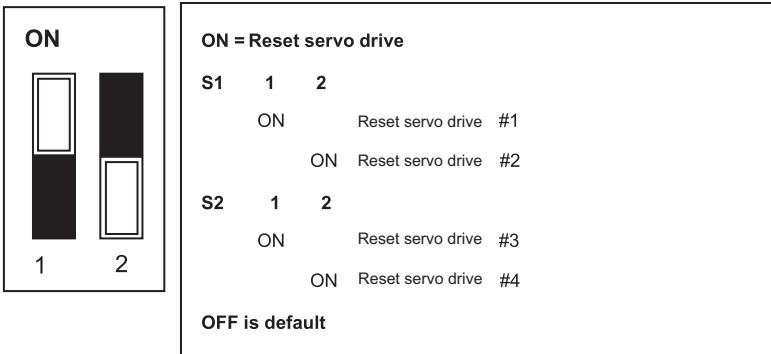 ON
1 2
ON = Reset servo drive
S1 1 2
ON Reset servo drive #1
ON Reset servo drive #2
S2 1 2
ON Reset servo drive #3
ON Reset servo drive #4
OFF is default